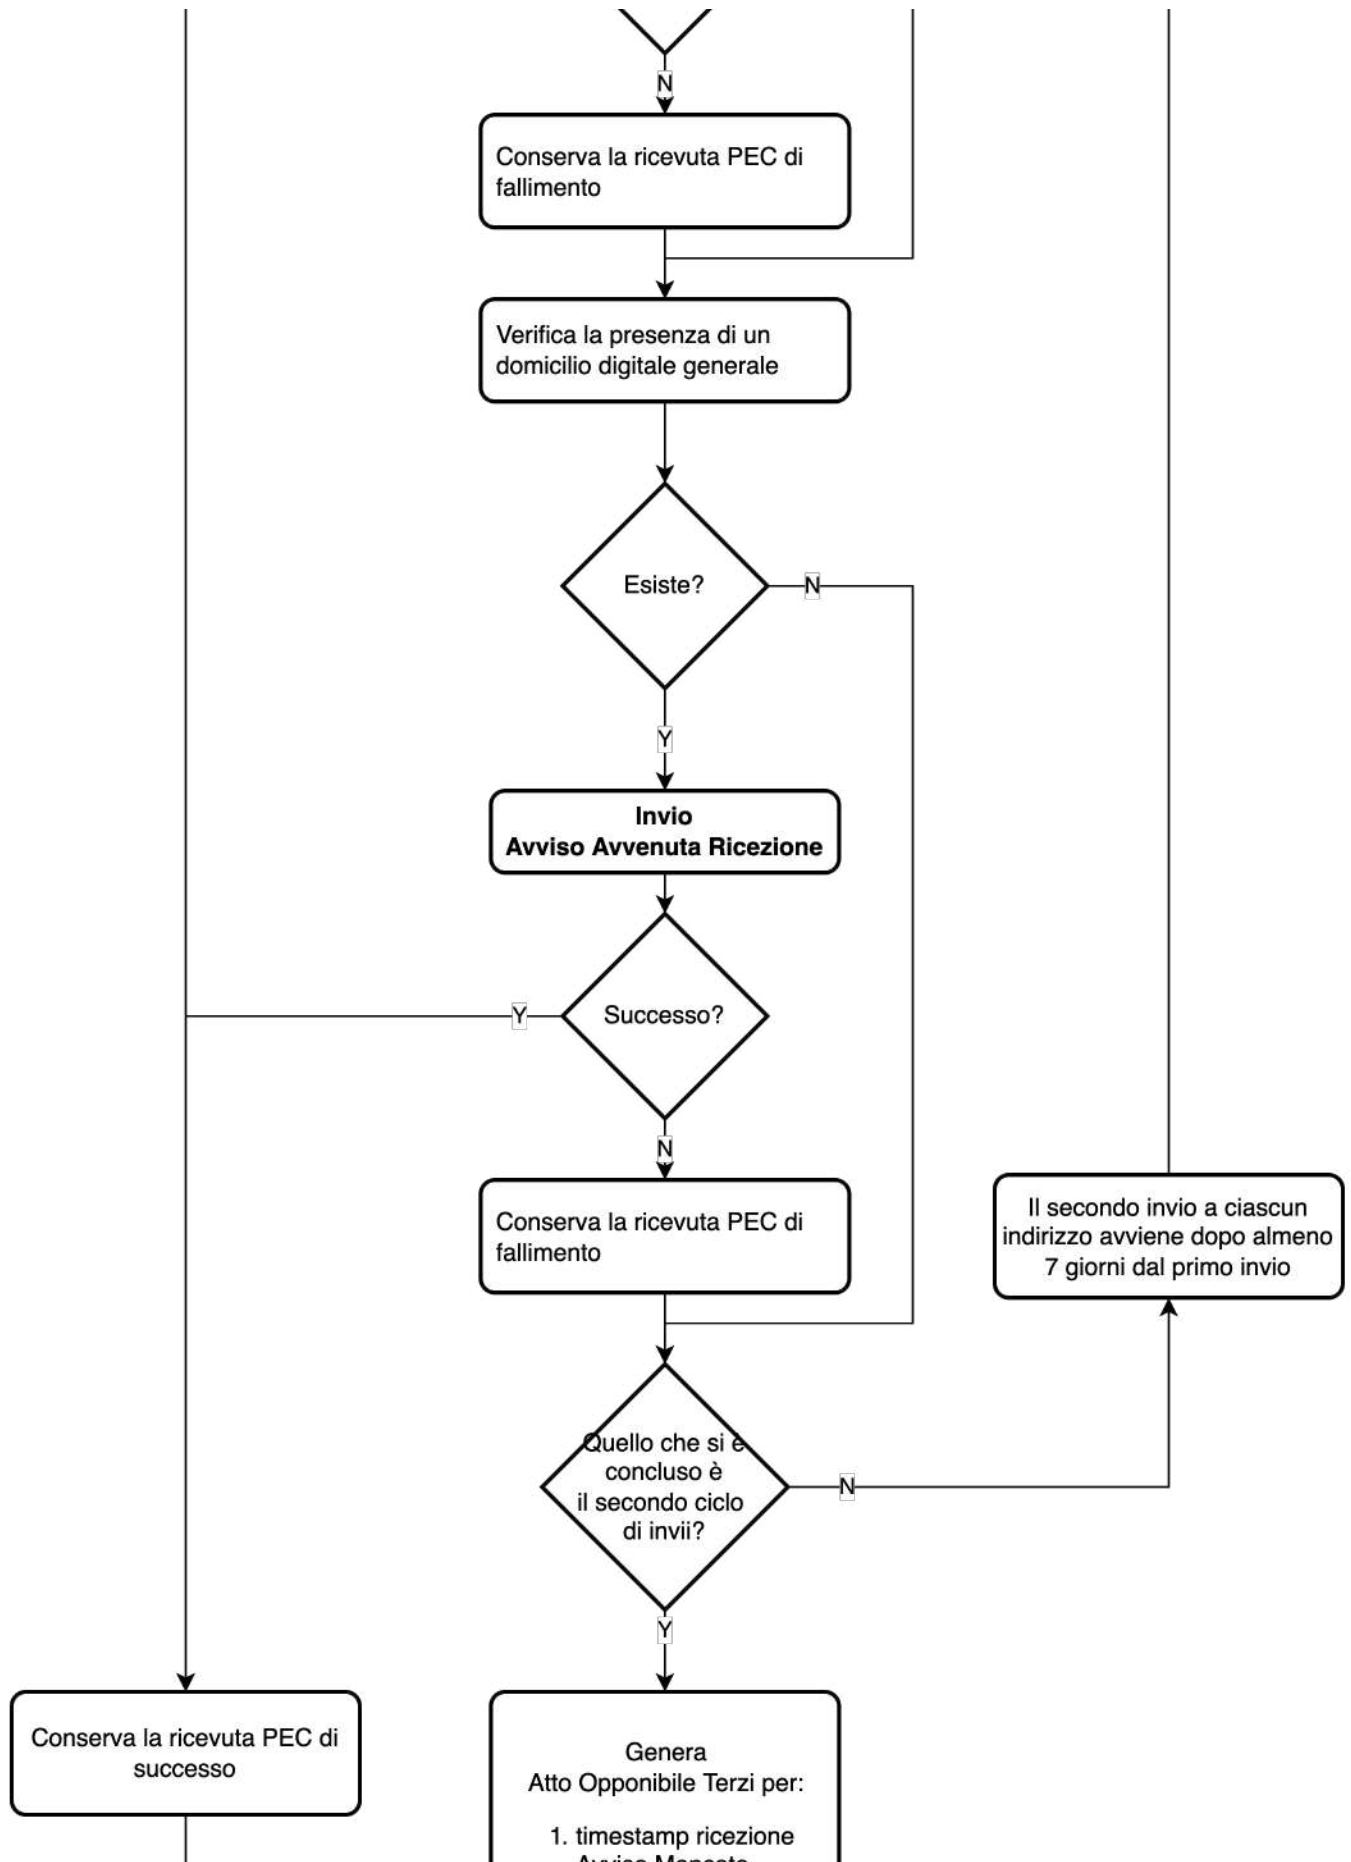 N
Conserva la ricevuta PEC di
fallimento
Verifica la presenza di un
domicilio digitale generale
Esiste?
N
Y
Invio
Avviso Avvenuta Ricezione
Successo?
Y
N
Conserva la ricevuta PEC di
fallimento
Il secondo invio a ciascun
indirizzo avviene dopo almeno
7 giorni dal primo invio
Quello che si è
concluso è
il secondo ciclo
di invii?
N
Y
Conserva la ricevuta PEC di
successo
Genera
Atto Opponibile Terzi per:
1. timestamp ricezione
Avviso Mancato